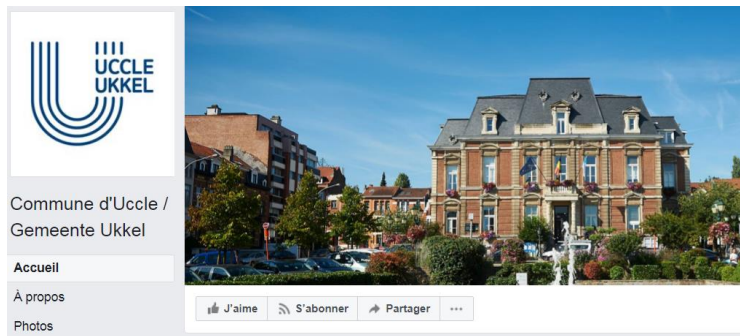 UCCLE
UKKEL
Commune d'Uccle /
Gemeente Ukkel
Accueil
À propos
Photos
J'aime
S'abonner
Partager